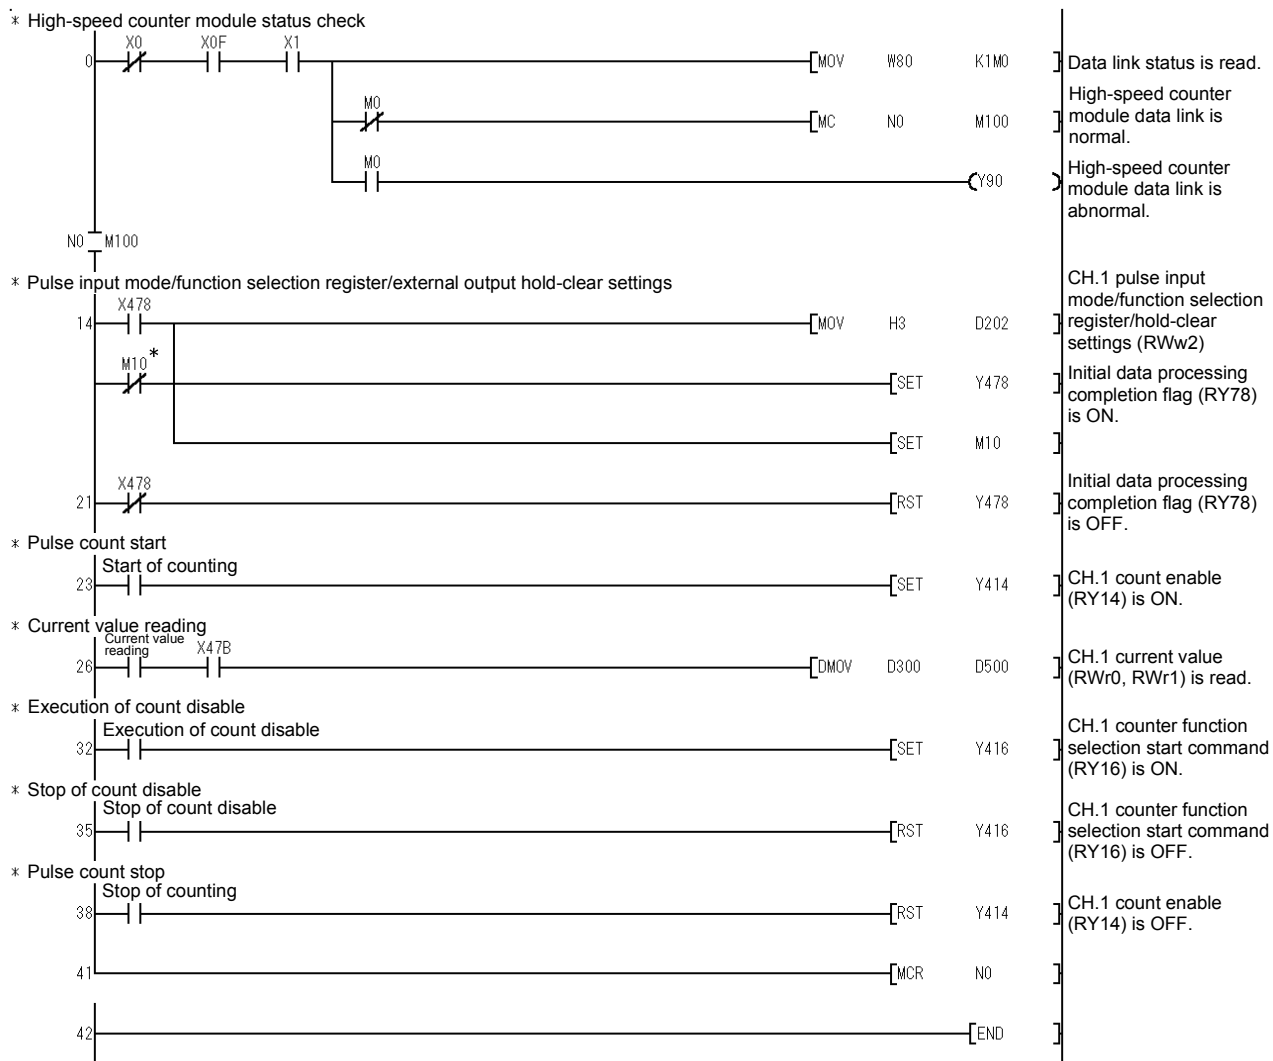 * High-speed counter module status check
X0 X0F X1
0 MOV W80 K1M0 Data link status is read.
M0
MC N0 M100
High-speed counter
module data link is
normal.
M0
Y90
High-speed counter
module data link is
abnormal.
N0 M100
* Pulse input mode/function selection register/external output hold-clear settings
X478
14 MOV H3 D202
CH.1 pulse input
mode/function selection
register/hold-clear
settings (RWw2)
M10 *
SET Y478
Initial data processing
completion flag (RY78)
is ON.
SET M10
X478
21 RST Y478
Initial data processing
completion flag (RY78)
is OFF.
* Pulse count start
Start of counting
23 SET Y414
CH.1 count enable
(RY14) is ON.
* Current value reading
Current value
reading
X47B
26 DMOV D300 D500
CH.1 current value
(RWr0, RWr1) is read.
* Execution of count disable
Execution of count disable
32 SET Y416
CH.1 counter function
selection start command
(RY16) is ON.
* Stop of count disable
Stop of count disable
35 RST Y416
CH.1 counter function
selection start command
(RY16) is OFF.
* Pulse count stop
Stop of counting
38 RST Y414
CH.1 count enable
(RY14) is OFF.
41 MCR N0
42 END